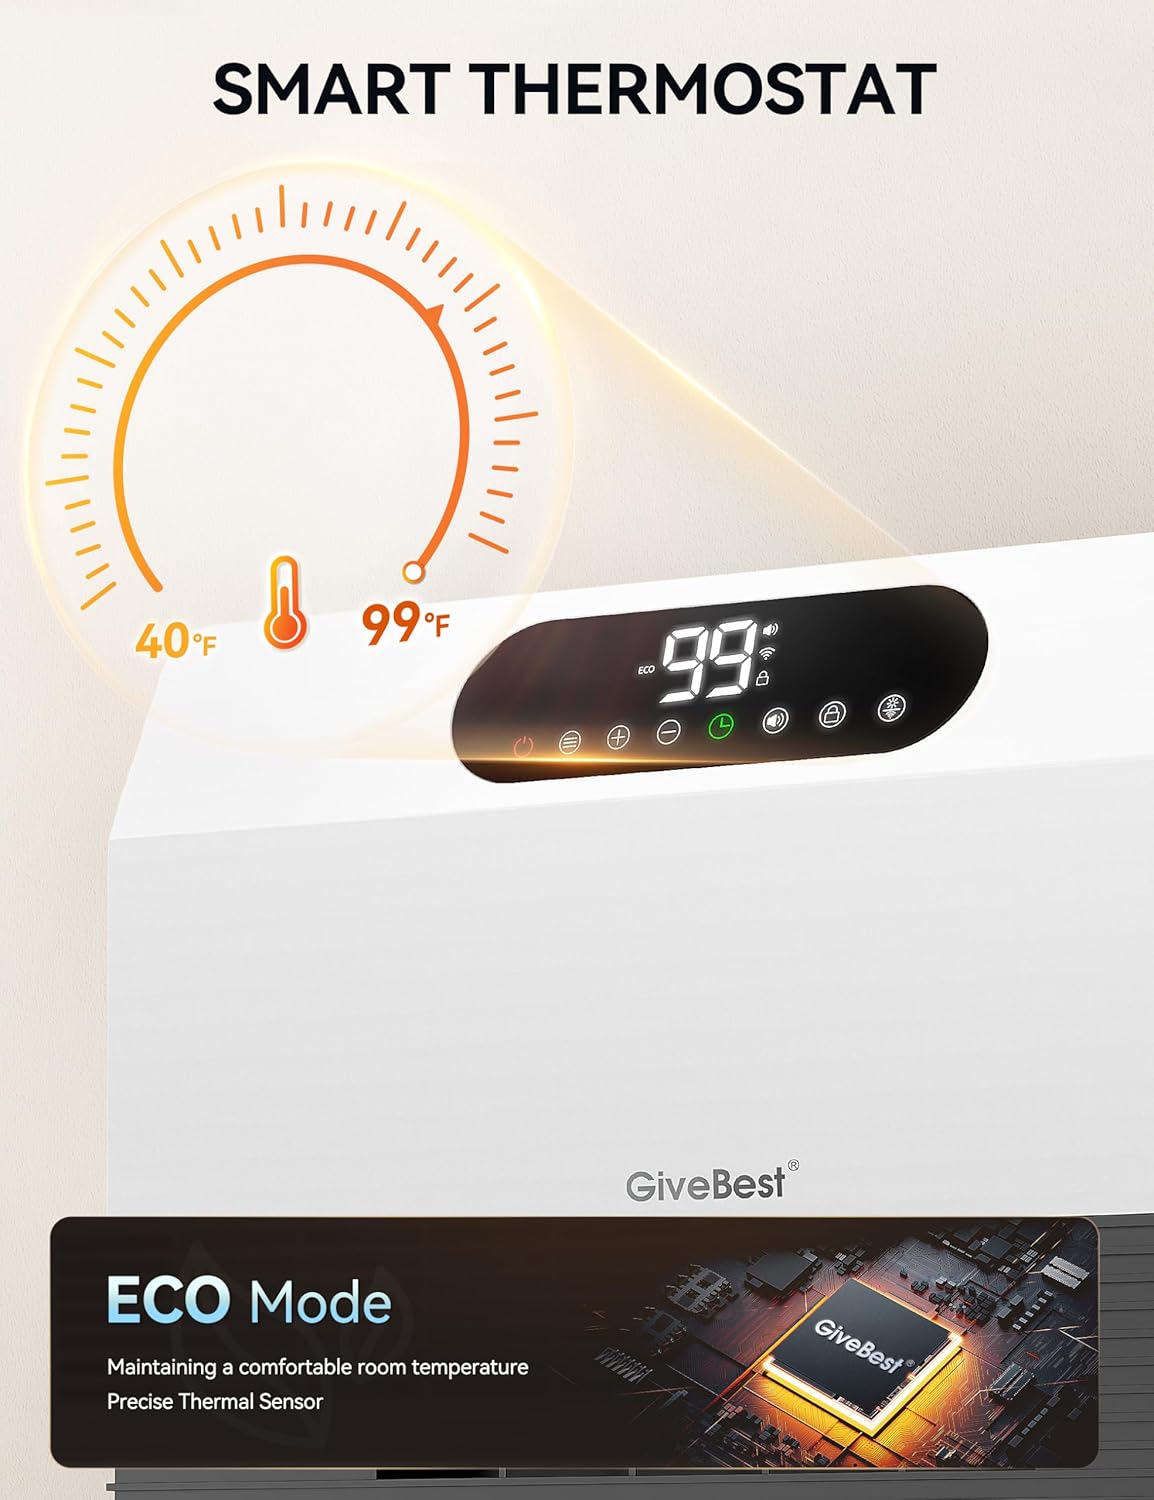 SMART THERMOSTAT
40°F
99°F
ECO
99
GiveBest®
ECO Mode
Maintaining a comfortable room temperature
Precise Thermal Sensor
GiveBest®